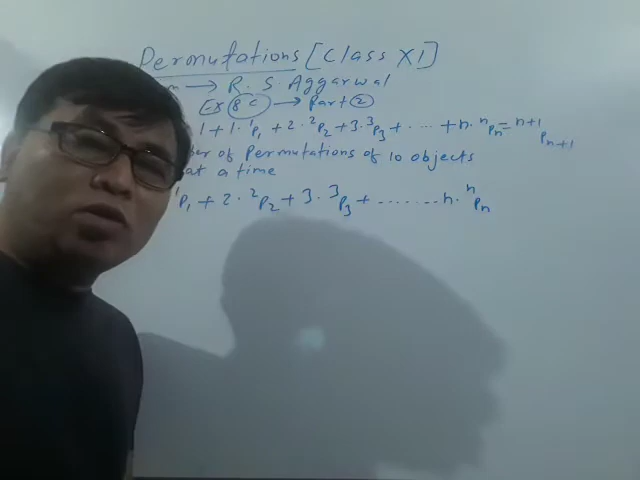 Permutations [Class XI]
→ R. S Aggarwal
Ex 8C → Part 2
1 + 1· ¹P₁ + 2· ²P₂ + 3· ³P₃ + ..... + n· ⁿPₙ = ⁿ⁺¹Pₙ₊₁
of Permutations of 10 objects
at a time
¹P₁ + 2· ²P₂ + 3· ³P₃ + ....... n· ⁿPₙ